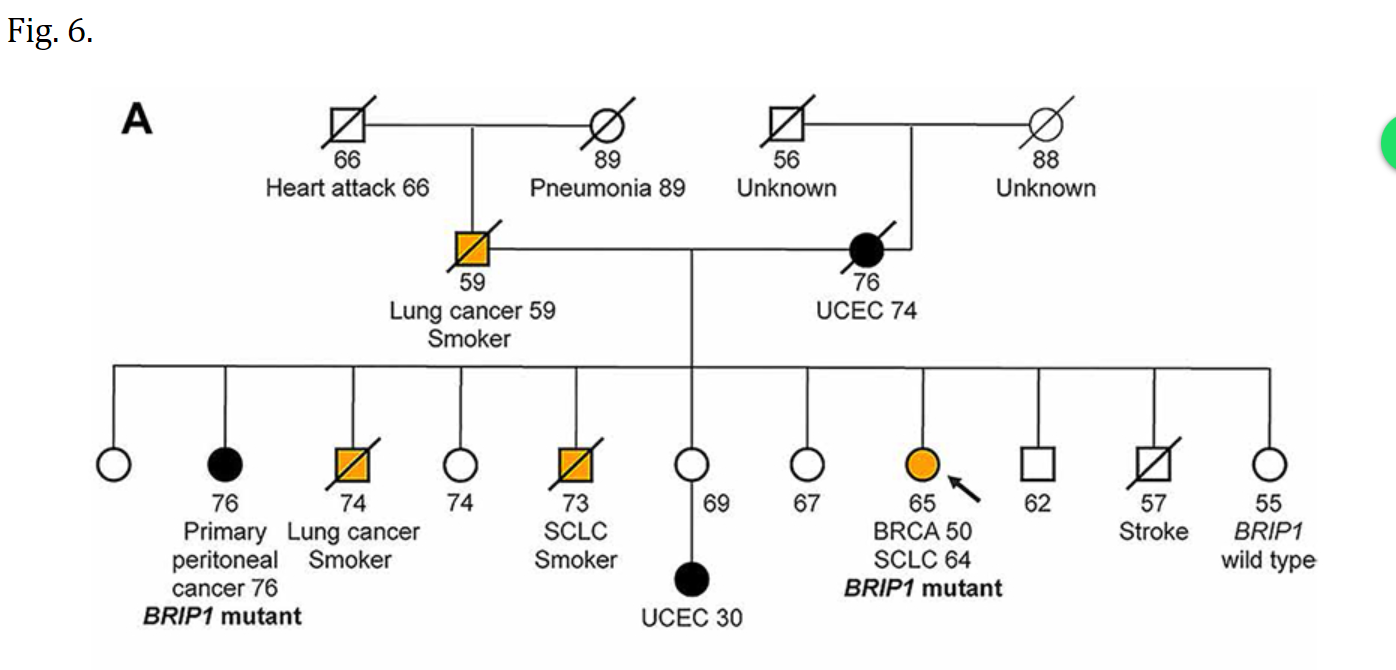 Fig. 6.
A
66
Heart attack 66
89
Pneumonia 89
56
Unknown
88
Unknown
59
Lung cancer 59
Smoker
76
UCEC 74
76
Primary
peritoneal
cancer 76
BRIP1 mutant
74
Lung cancer
Smoker
74
73
SCLC
Smoker
69
UCEC 30
67
65
BRCA 50
SCLC 64
BRIP1 mutant
62
57
Stroke
55
BRIP1
wild type